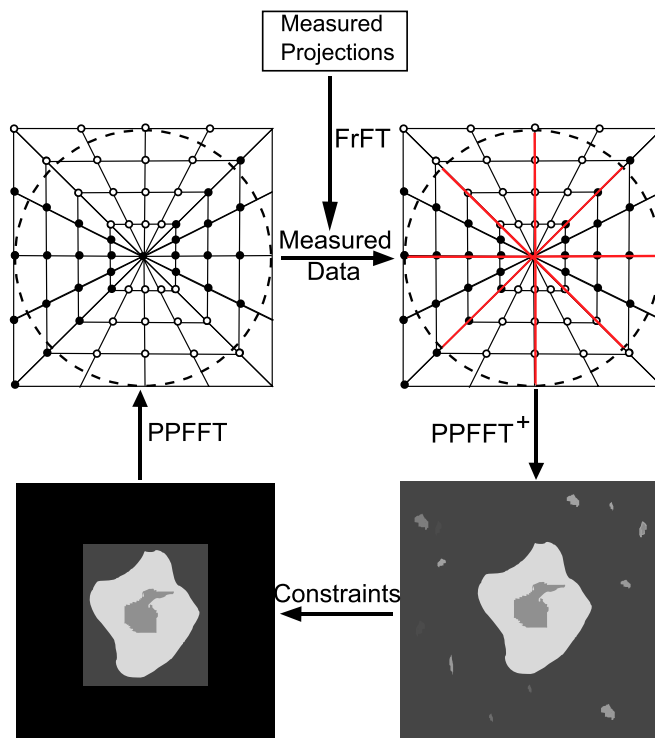 Measured
Projections
FrFT
Measured
Data
PPFFT
PPFFT+
Constraints